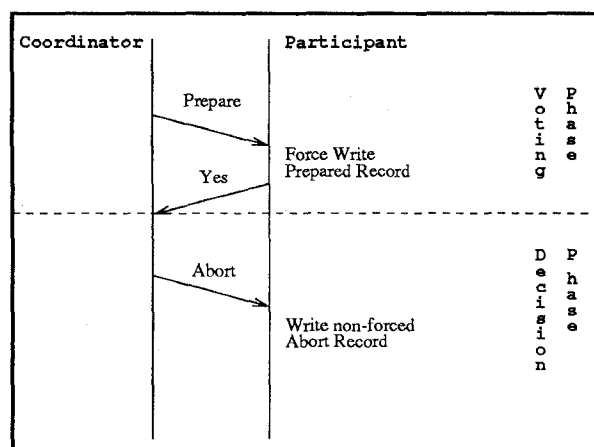 Coordinator
Participant
Prepare
Force Write
Prepared Record
Yes
Voting
Phase
Abort
Write non-forced
Abort Record
Decision
Phase